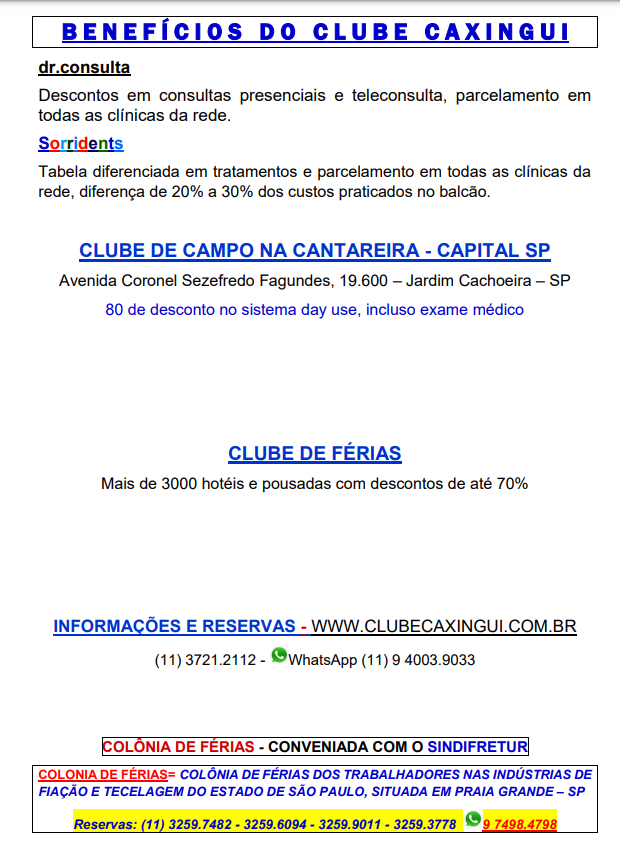 BENEFÍCIOS DO CLUBE CAXINGUI
dr.consulta
Descontos em consultas presenciais e teleconsulta, parcelamento em
todas as clínicas da rede.
Sorridents
Tabela diferenciada em tratamentos e parcelamento em todas as clínicas da
rede, diferença de 20% a 30% dos custos praticados no balcão.
CLUBE DE CAMPO NA CANTAREIRA - CAPITAL SP
Avenida Coronel Sezefredo Fagundes, 19.600 – Jardim Cachoeira – SP
80 de desconto no sistema day use, incluso exame médico
CLUBE DE FÉRIAS
Mais de 3000 hotéis e pousadas com descontos de até 70%
INFORMAÇÕES E RESERVAS - WWW.CLUBECAXINGUI.COM.BR
(11) 3721.2112 - WhatsApp (11) 9 4003.9033
COLÔNIA DE FÉRIAS - CONVENIADA COM O SINDIFRETUR
COLONIA DE FÉRIAS= COLÔNIA DE FÉRIAS DOS TRABALHADORES NAS INDÚSTRIAS DE
FIAÇÃO E TECELAGEM DO ESTADO DE SÃO PAULO, SITUADA EM PRAIA GRANDE – SP
Reservas: (11) 3259.7482 - 3259.6094 - 3259.9011 - 3259.3778 9 7498.4798